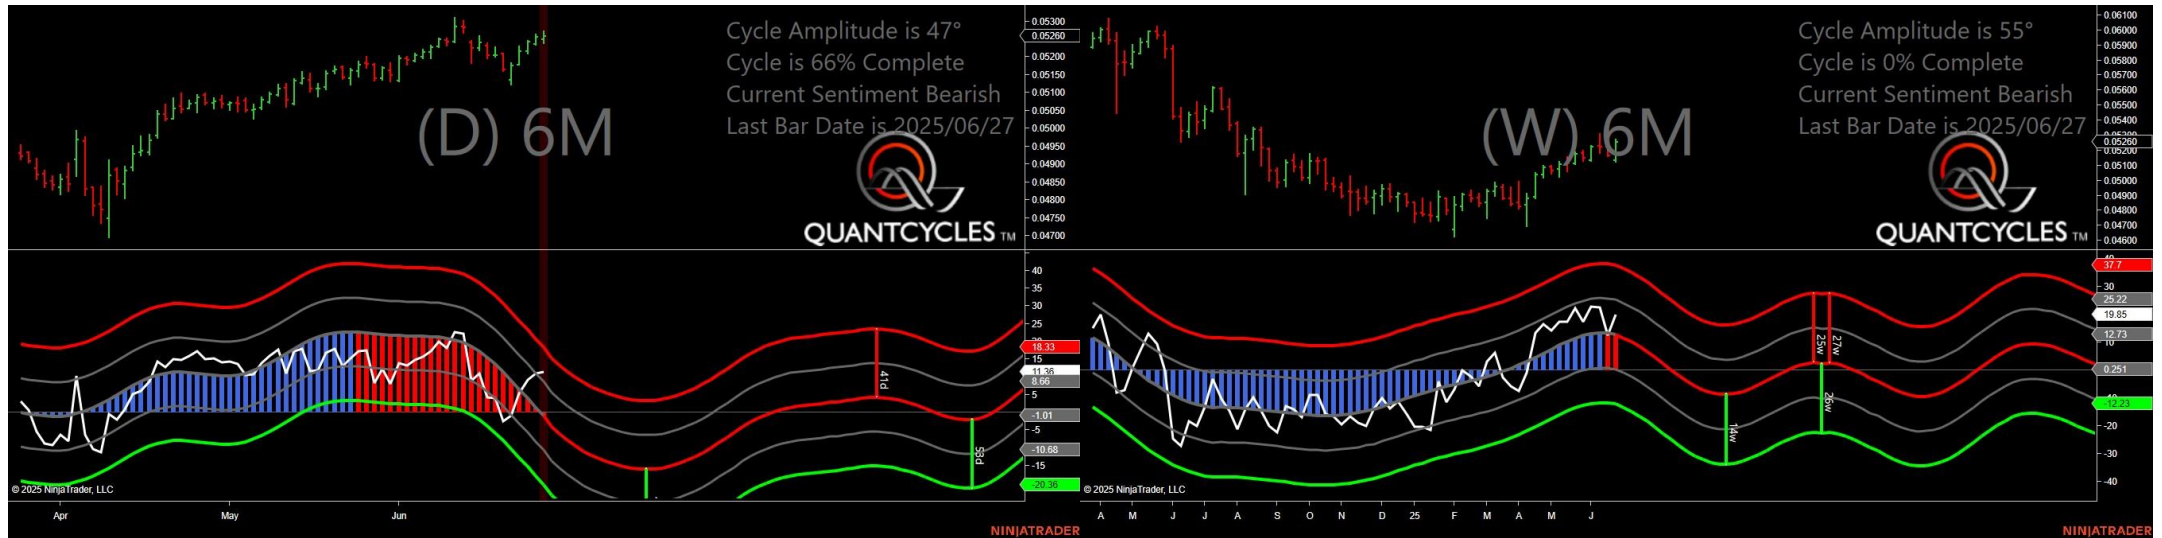 Cycle Amplitude is 47°
Cycle is 66% Complete
Current Sentiment Bearish
Last Bar Date is 2025/06/27
(D) 6M
QUANTCYCLES TM
0.05300
0.05260
0.05200
0.05150
0.05100
0.05050
0.05000
0.04950
0.04900
0.04850
0.04800
0.04750
0.04700
40
35
30
25
18.33
15
11.36
8.66
5
-1.01
-5
-10.68
-15
-20.36
41d
© 2025 NinjaTrader, LLC
Apr May Jun
NINJATRADER
Cycle Amplitude is 55°
Cycle is 0% Complete
Current Sentiment Bearish
Last Bar Date is 2025/06/27
(W) 6M
QUANTCYCLES TM
0.06100
0.06000
0.05900
0.05800
0.05700
0.05600
0.05500
0.05400
0.05260
0.05200
0.05100
0.05000
0.04900
0.04800
0.04700
0.04600
37.7
30
25.22
19.85
12.73
10
0.251
-12.23
-20
-30
-40
25w
27w
26w
14w
© 2025 NinjaTrader, LLC
A M J J A S O N D 25 F M A M J
NINJATRADER